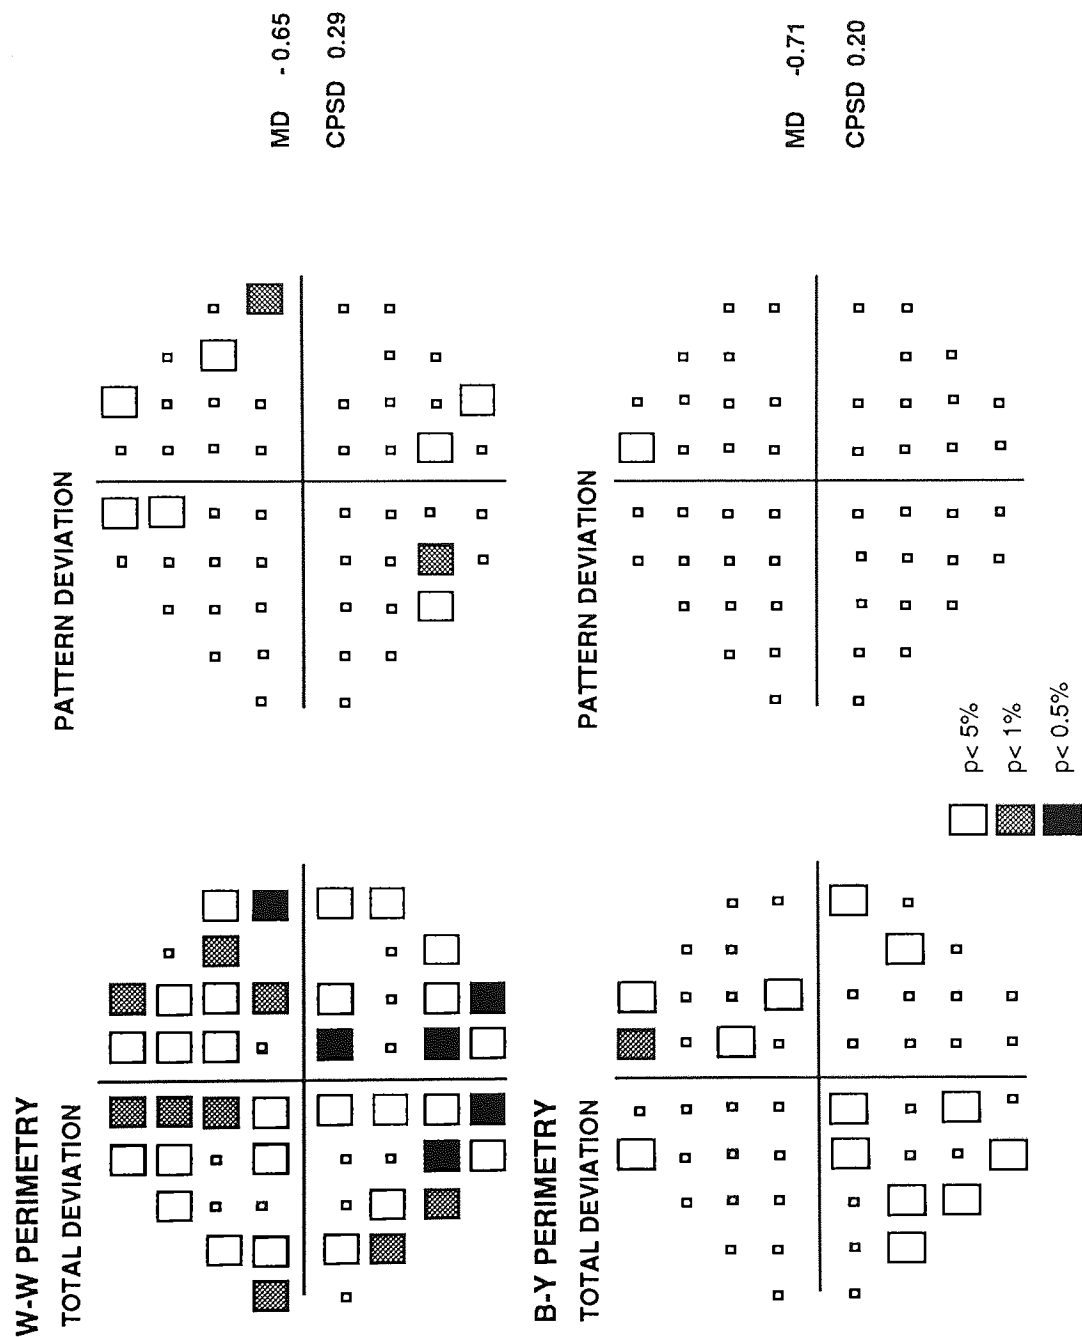 W-W PERIMETRY
TOTAL DEVIATION
PATTERN DEVIATION
MD - 0.65
CPSD 0.29
B-Y PERIMETRY
TOTAL DEVIATION
PATTERN DEVIATION
MD -0.71
CPSD 0.20
p< 5%
p< 1%
p< 0.5%